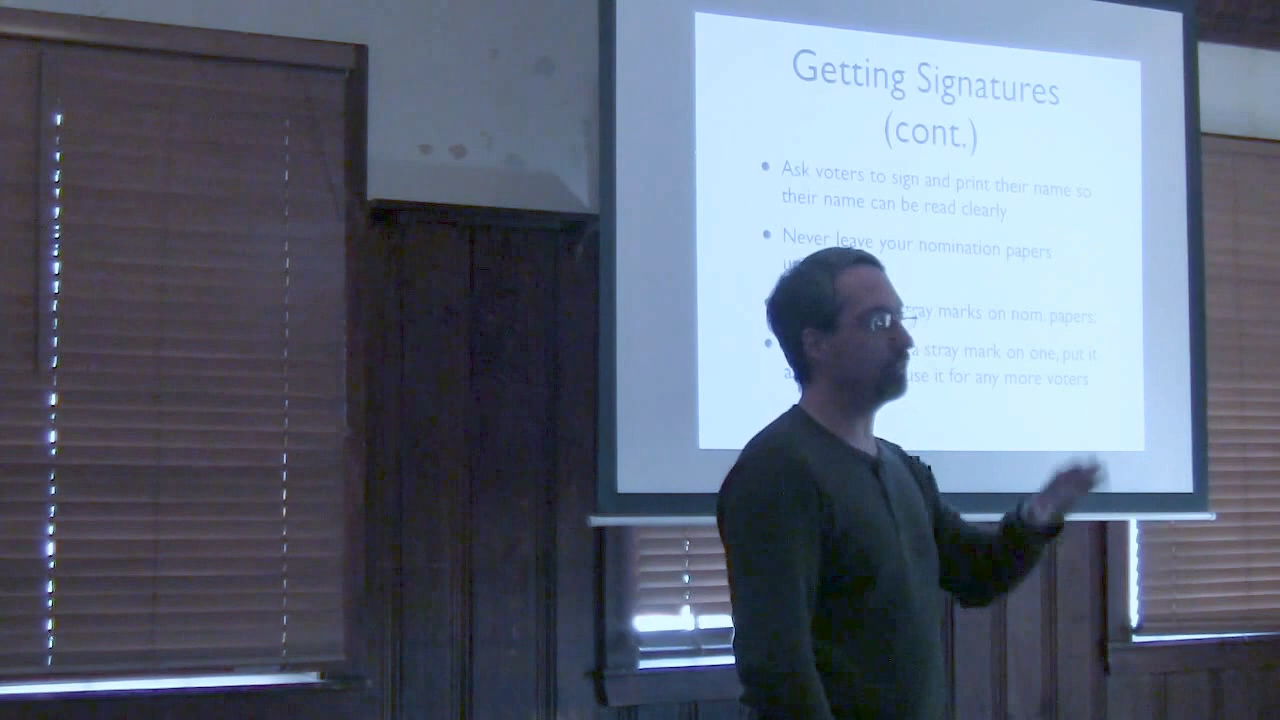 Getting Signatures
(cont.)
• Ask voters to sign and print their name so
their name can be read clearly
• Never leave your nomination papers
stray marks on nom. papers;
• a stray mark on one, put it
use it for any more voters